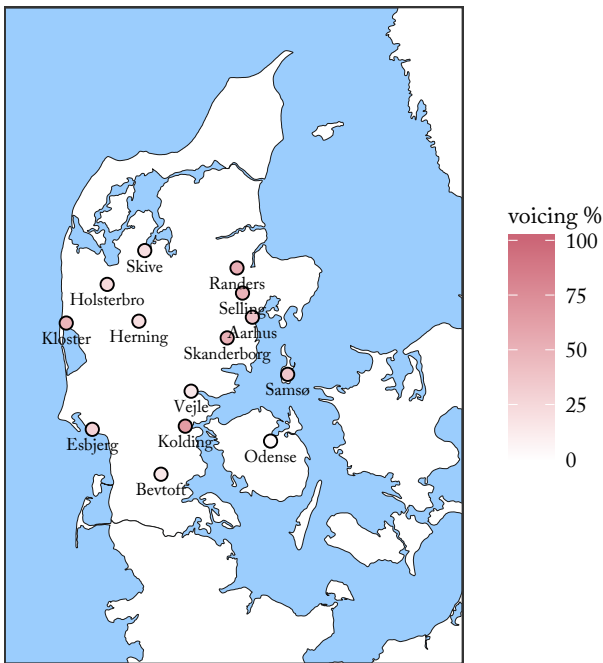 voicing %
100
75
50
25
0
Skive
Randers
Holsterbro
Selling
Aarhus
Kloster
Herning
Skanderborg
Samsø
Vejle
Esbjerg
Kolding
Odense
Bevtoft